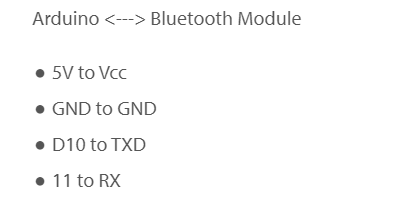 Arduino <---> Bluetooth Module
● 5V to Vcc
● GND to GND
● D10 to TXD
● 11 to RX